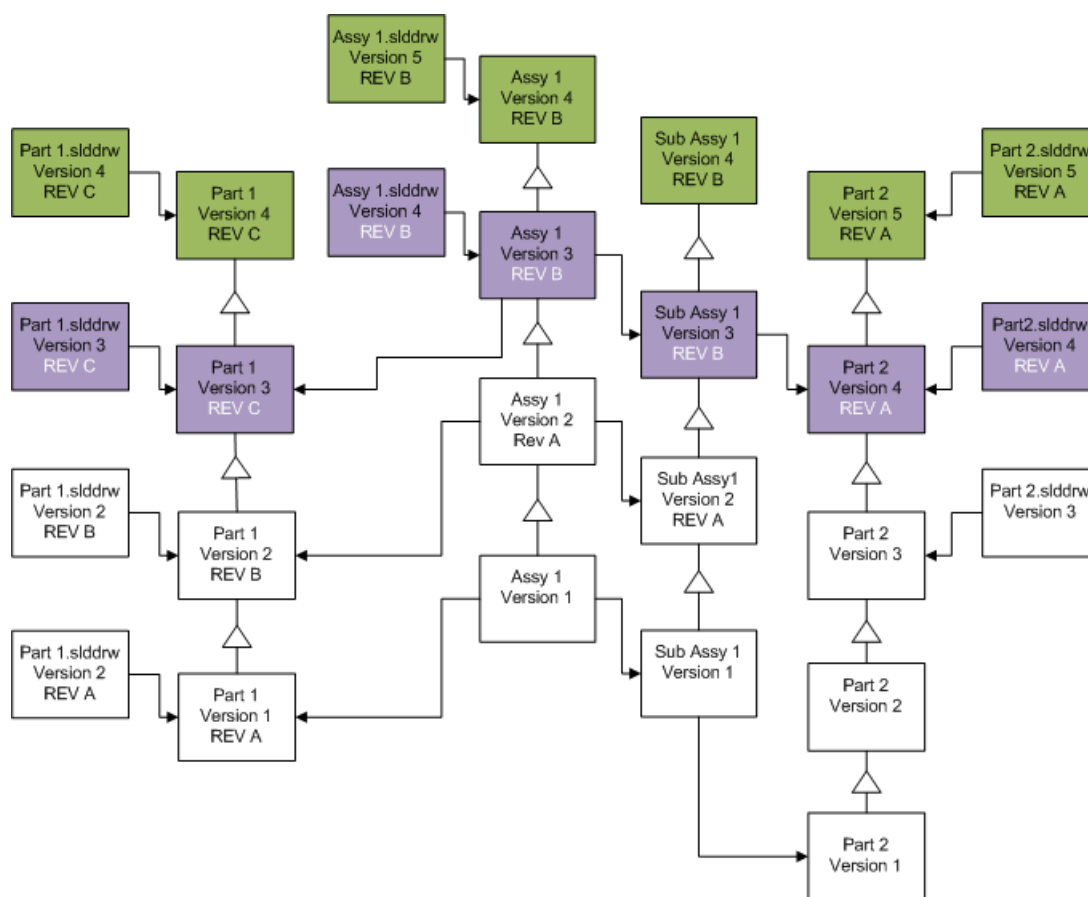 Assy 1.slddrw
Version 5
REV B
Assy 1
Version 4
REV B
Part 1.slddrw
Version 4
REV C
Sub Assy 1
Version 4
REV B
Part 2.slddrw
Version 5
REV A
Part 1
Version 4
REV C
Assy 1.slddrw
Version 4
REV B
Part 2
Version 5
REV A
Assy 1
Version 3
REV B
Part 1.slddrw
Version 3
REV C
Sub Assy 1
Version 3
REV B
Part2.slddrw
Version 4
REV A
Part 1
Version 3
REV C
Part 2
Version 4
REV A
Assy 1
Version 2
Rev A
Part 1.slddrw
Version 2
REV B
Sub Assy1
Version 2
REV A
Part 2.slddrw
Version 3
Part 1
Version 2
REV B
Part 2
Version 3
Assy 1
Version 1
Part 1.slddrw
Version 2
REV A
Sub Assy 1
Version 1
Part 1
Version 1
REV A
Part 2
Version 2
Part 2
Version 1